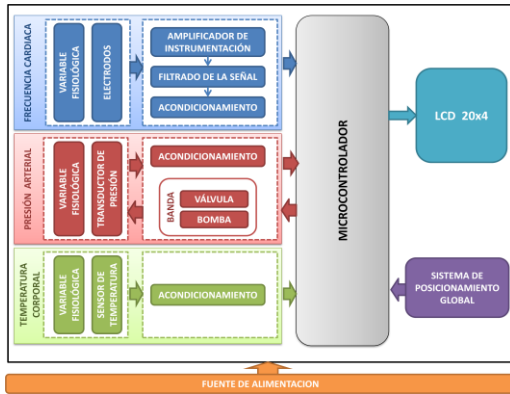 FRECUENCIA CARDIACA
VARIABLE
FISIOLÓGICA
ELECTRODOS
AMPLIFICADOR DE
INSTRUMENTACIÓN
FILTRADO DE LA SEÑAL
ACONDICIONAMIENTO
PRESIÓN ARTERIAL
VARIABLE
FISIOLÓGICA
TRANSDUCTOR DE
PRESIÓN
ACONDICIONAMIENTO
BANDA
VÁLVULA
BOMBA
TEMPERATURA
CORPORAL
VARIABLE
FISIOLÓGICA
SENSOR DE
TEMPERATURA
ACONDICIONAMIENTO
MICROCONTROLADOR
LCD 20x4
SISTEMA DE
POSICIONAMIENTO
GLOBAL
FUENTE DE ALIMENTACION